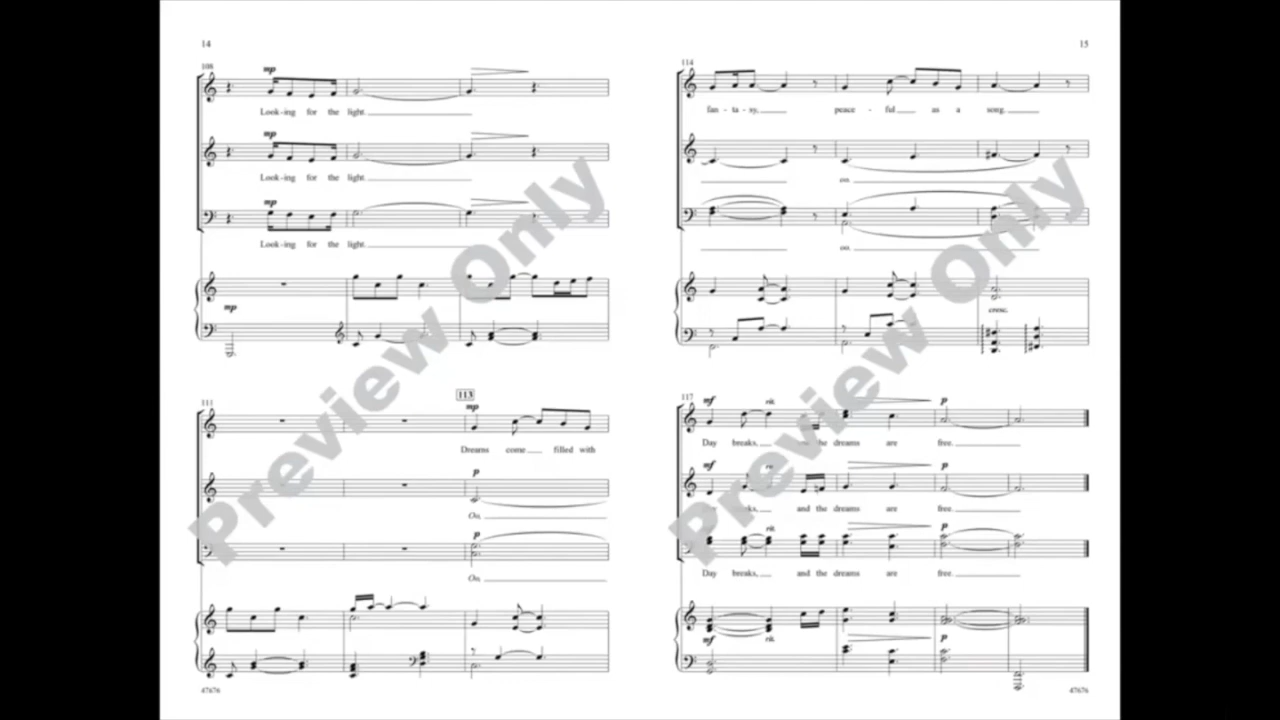 14
108
mp
Look-ing for the light.
mp
Look-ing for the light.
mp
Look-ing for the light.
mp
111
113
mp
Dreams come filled with
p
Oo,
p
Oo,
47676
15
114
fan - ta - sy, peace - ful as a song.
oo.
oo.
cresc.
117
mf rit. p
Day breaks, and the dreams are free.
mf p
breaks, and the dreams are free.
rit. p
Day breaks, and the dreams are free.
mf rit. p
47676
Preview Only
Preview Only